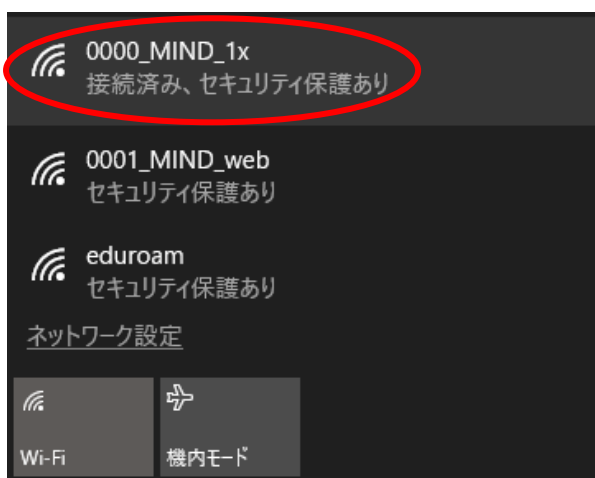 0000_MIND_1x
接続済み、セキュリティ保護あり
0001_MIND_web
セキュリティ保護あり
eduroam
セキュリティ保護あり
ネットワーク設定
Wi-Fi
機内モード